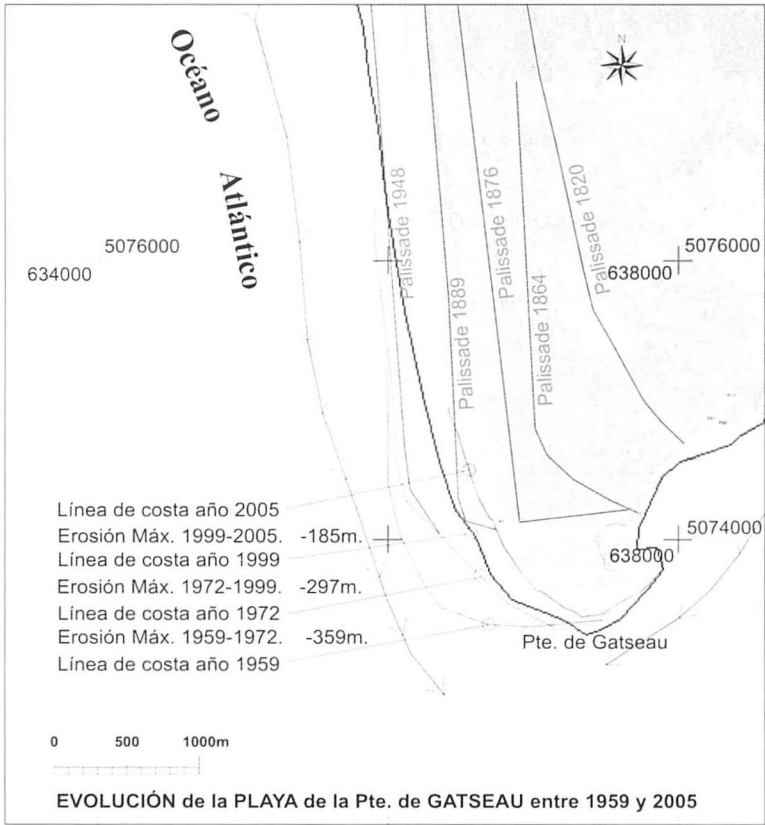 N
Océano
Atlántico
Palissade 1948
Palissade 1889
Palissade 1876
Palissade 1864
Palissade 1820
5076000
634000
5076000
638000
5074000
638000
Línea de costa año 2005
Erosión Máx. 1999-2005. -185m.
Línea de costa año 1999
Erosión Máx. 1972-1999. -297m.
Línea de costa año 1972
Erosión Máx. 1959-1972. -359m.
Línea de costa año 1959
Pte. de Gatseau
0 500 1000m
EVOLUCIÓN de la PLAYA de la Pte. de GATSEAU entre 1959 y 2005